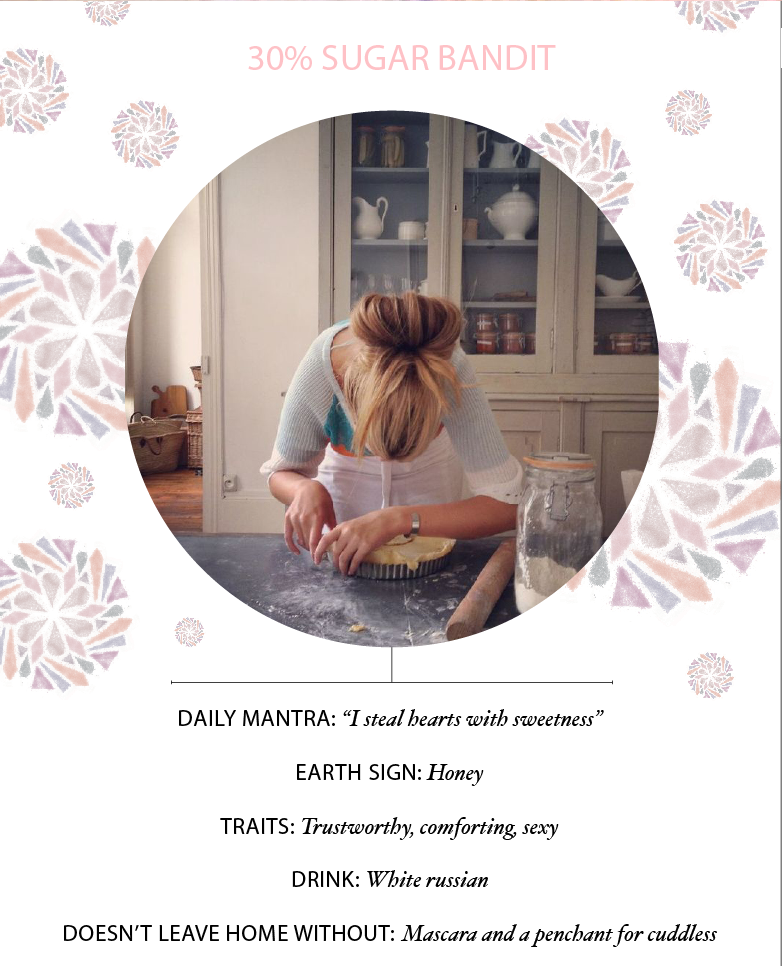 30% SUGAR BANDIT
DAILY MANTRA: “I steal hearts with sweetness”
EARTH SIGN: Honey
TRAITS: Trustworthy, comforting, sexy
DRINK: White russian
DOESN’T LEAVE HOME WITHOUT: Mascara and a penchant for cuddless